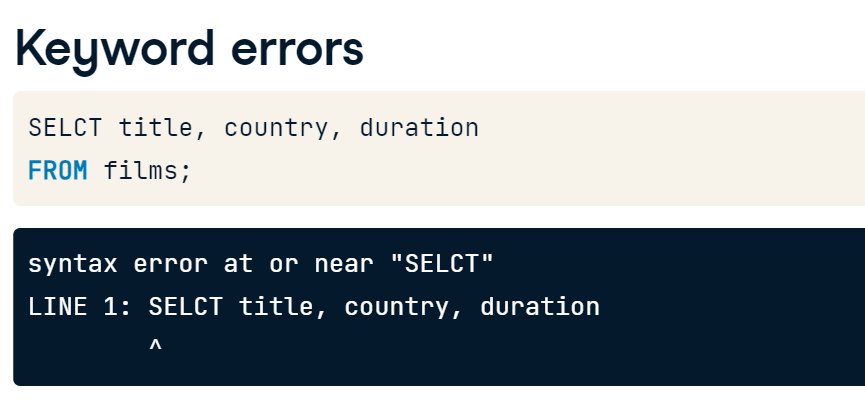 Keyword errors
SELCT title, country, duration
FROM films;
syntax error at or near "SELCT"
LINE 1: SELCT title, country, duration
^